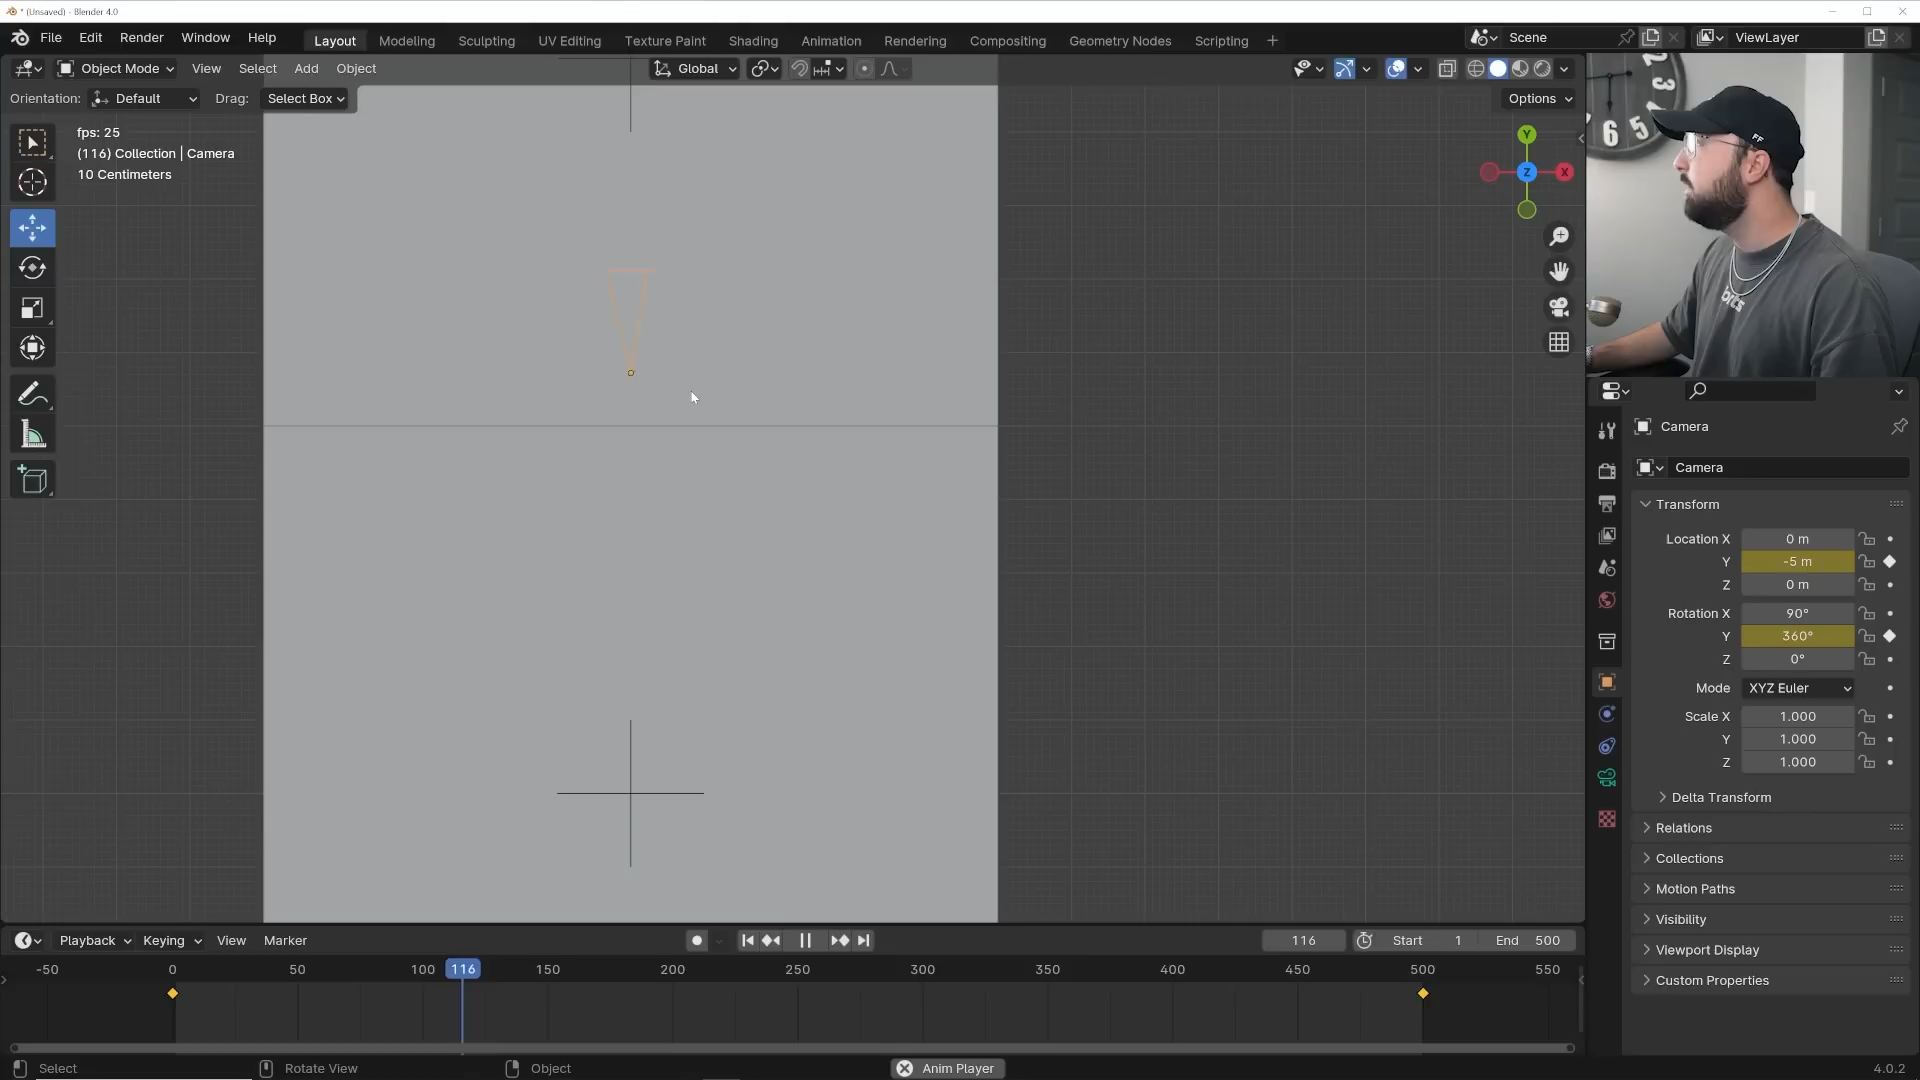 * (Unsaved) - Blender 4.0
File Edit Render Window Help
Layout Modeling Sculpting UV Editing Texture Paint Shading Animation Rendering Compositing Geometry Nodes Scripting
Scene ViewLayer
Object Mode View Select Add Object Global
Orientation: Default Drag: Select Box Options
fps: 25
(116) Collection | Camera
10 Centimeters
Y
Z X
6 5
FF
Camera
Camera
Transform
Location X 0 m
Y -5 m
Z 0 m
Rotation X 90°
Y 360°
Z 0°
Mode XYZ Euler
Scale X 1.000
Y 1.000
Z 1.000
Delta Transform
Relations
Collections
Motion Paths
Visibility
Viewport Display
Custom Properties
Playback Keying View Marker 116 Start 1 End 500
-50 0 50 100 116 150 200 250 300 350 400 450 500 550
Select Rotate View Object Anim Player 4.0.2